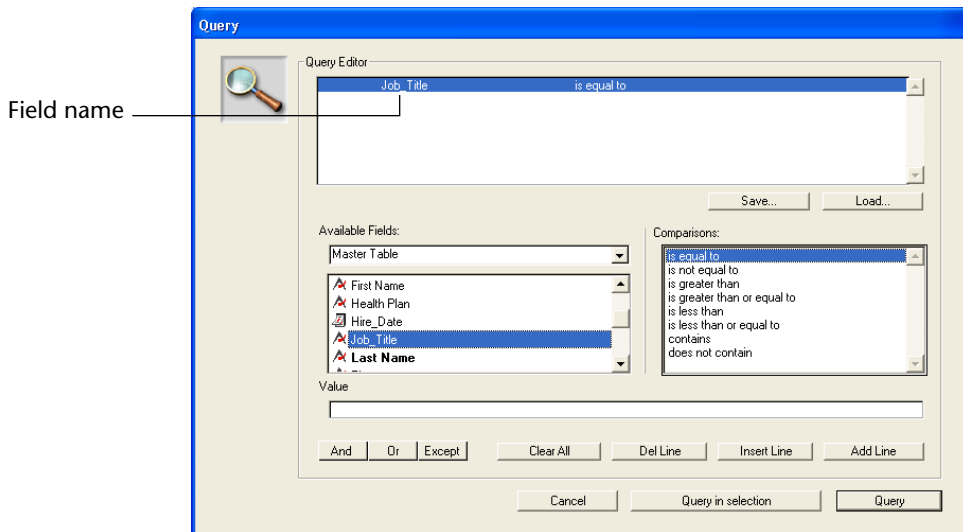 Query
Query Editor
Job_Title is equal to
Field name
Save... Load...
Available Fields: Comparisons:
Master Table
First Name
Health Plan
Hire_Date
Job_Title
Last Name
is equal to
is not equal to
is greater than
is greater than or equal to
is less than
is less than or equal to
contains
does not contain
Value
And Or Except Clear All Del Line Insert Line Add Line
Cancel Query in selection Query